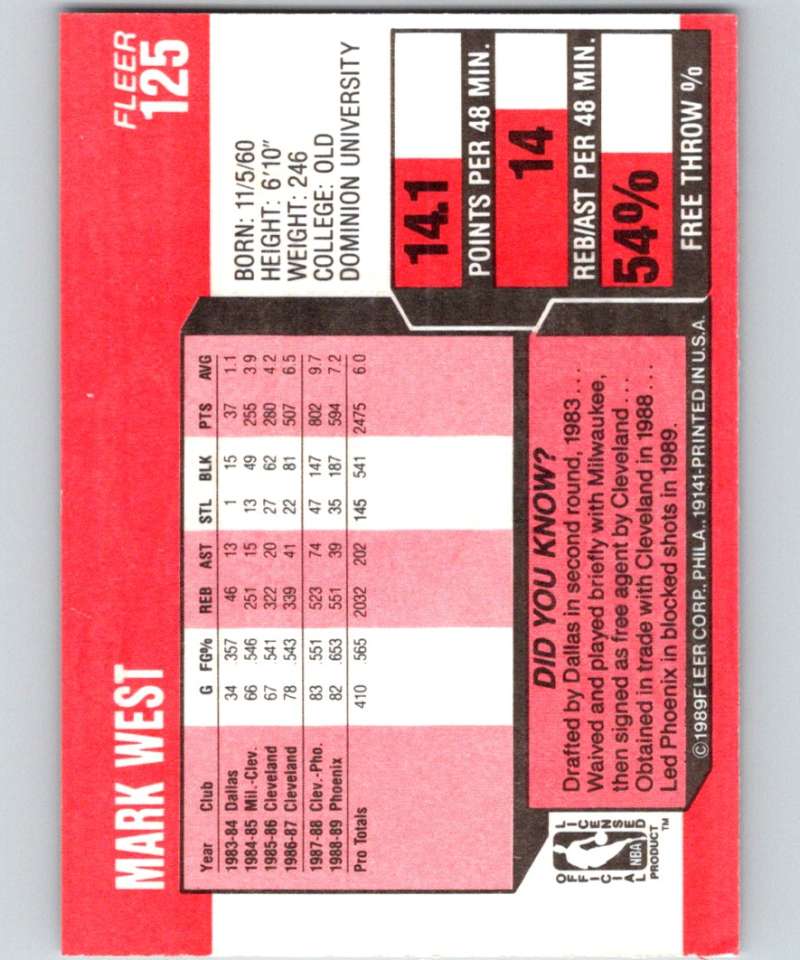 FLEER
125
MARK WEST
BORN: 11/5/60
HEIGHT: 6'10"
WEIGHT: 246
COLLEGE: OLD
DOMINION UNIVERSITY
Year Club G FG% REB AST STL BLK PTS AVG
1983-84 Dallas 34 .357 46 13 1 15 37 1.1
1984-85 Mil.-Clev. 66 .546 251 15 13 49 255 3.9
1985-86 Cleveland 67 .541 322 20 27 62 280 4.2
1986-87 Cleveland 78 .543 339 41 22 81 507 6.5
1987-88 Clev.-Pho. 83 .551 523 74 47 147 802 9.7
1988-89 Phoenix 82 .653 551 39 35 187 594 7.2
Pro Totals 410 .565 2032 202 145 541 2475 6.0
14.1
POINTS PER 48 MIN.
14
REB/AST PER 48 MIN.
54%
FREE THROW %
DID YOU KNOW?
Drafted by Dallas in second round, 1983 . . .
Waived and played briefly with Milwaukee,
then signed as free agent by Cleveland . . .
Obtained in trade with Cleveland in 1988 . . .
Led Phoenix in blocked shots in 1989.
OFFICIAL
LICENSED
NBA
PRODUCT™
©1989 FLEER CORP., PHILA., 19141-PRINTED IN U.S.A.